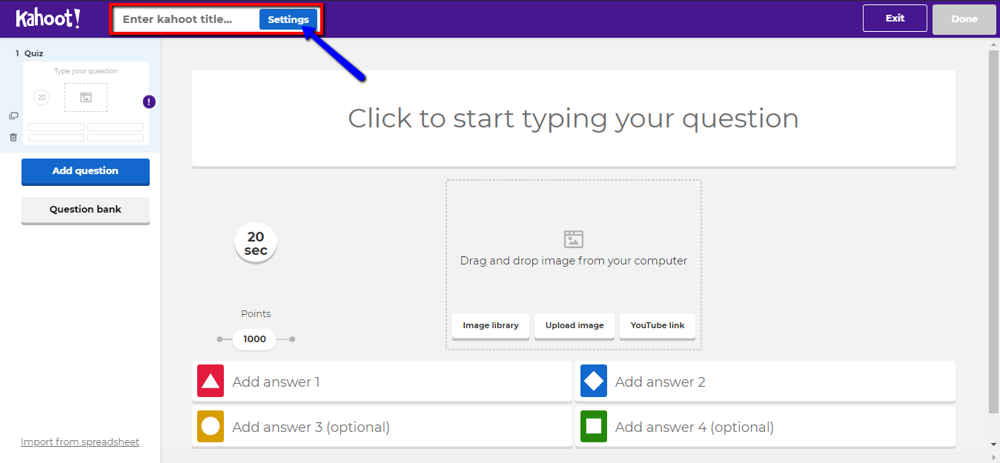 Kahoot!
Enter kahoot title...
Settings
Exit
Done
1 Quiz
Type your question
20
!
Add question
Question bank
Import from spreadsheet
Click to start typing your question
20
sec
Points
1000
Drag and drop image from your computer
Image library
Upload image
YouTube link
Add answer 1
Add answer 2
Add answer 3 (optional)
Add answer 4 (optional)